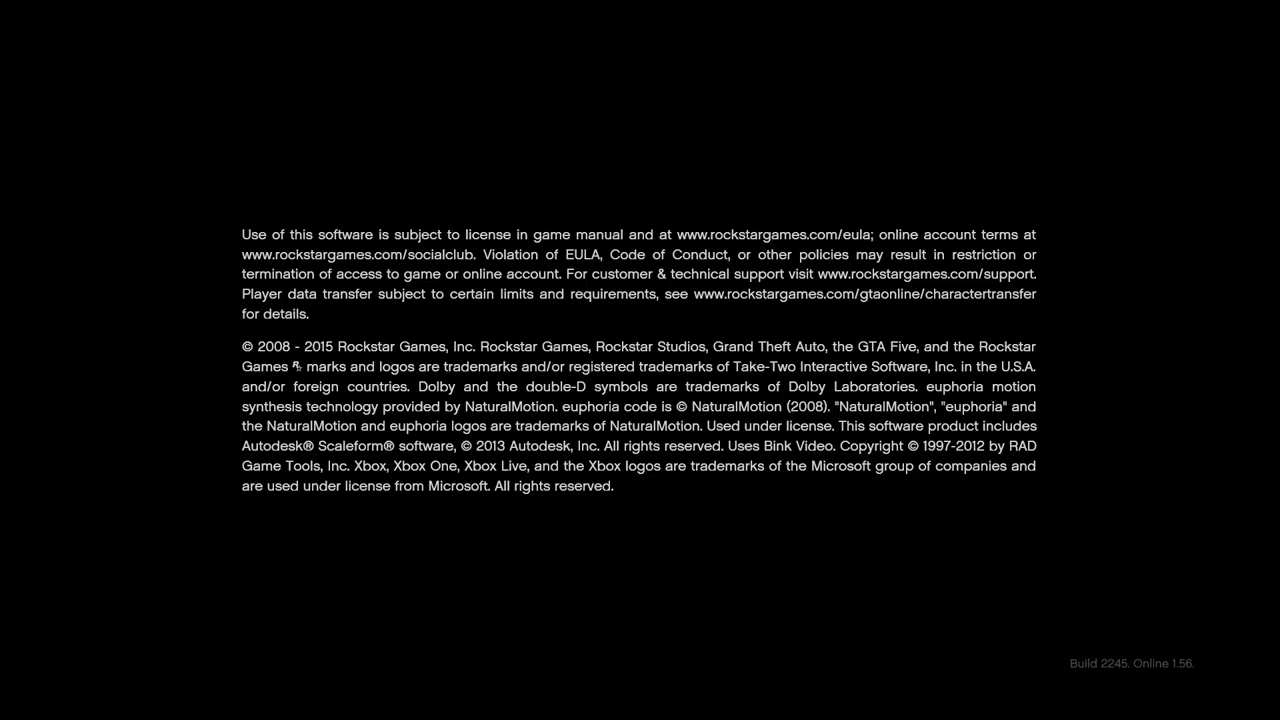 Use of this software is subject to license in game manual and at www.rockstargames.com/eula; online account terms at
www.rockstargames.com/socialclub. Violation of EULA, Code of Conduct, or other policies may result in restriction or
termination of access to game or online account. For customer & technical support visit www.rockstargames.com/support.
Player data transfer subject to certain limits and requirements, see www.rockstargames.com/gtaonline/charactertransfer
for details.
© 2008 - 2015 Rockstar Games, Inc. Rockstar Games, Rockstar Studios, Grand Theft Auto, the GTA Five, and the Rockstar
Games R* marks and logos are trademarks and/or registered trademarks of Take-Two Interactive Software, Inc. in the U.S.A.
and/or foreign countries. Dolby and the double-D symbols are trademarks of Dolby Laboratories. euphoria motion
synthesis technology provided by NaturalMotion. euphoria code is © NaturalMotion (2008). "NaturalMotion", "euphoria" and
the NaturalMotion and euphoria logos are trademarks of NaturalMotion. Used under license. This software product includes
Autodesk® Scaleform® software, © 2013 Autodesk, Inc. All rights reserved. Uses Bink Video. Copyright © 1997-2012 by RAD
Game Tools, Inc. Xbox, Xbox One, Xbox Live, and the Xbox logos are trademarks of the Microsoft group of companies and
are used under license from Microsoft. All rights reserved.
Build 2245. Online 1.56.